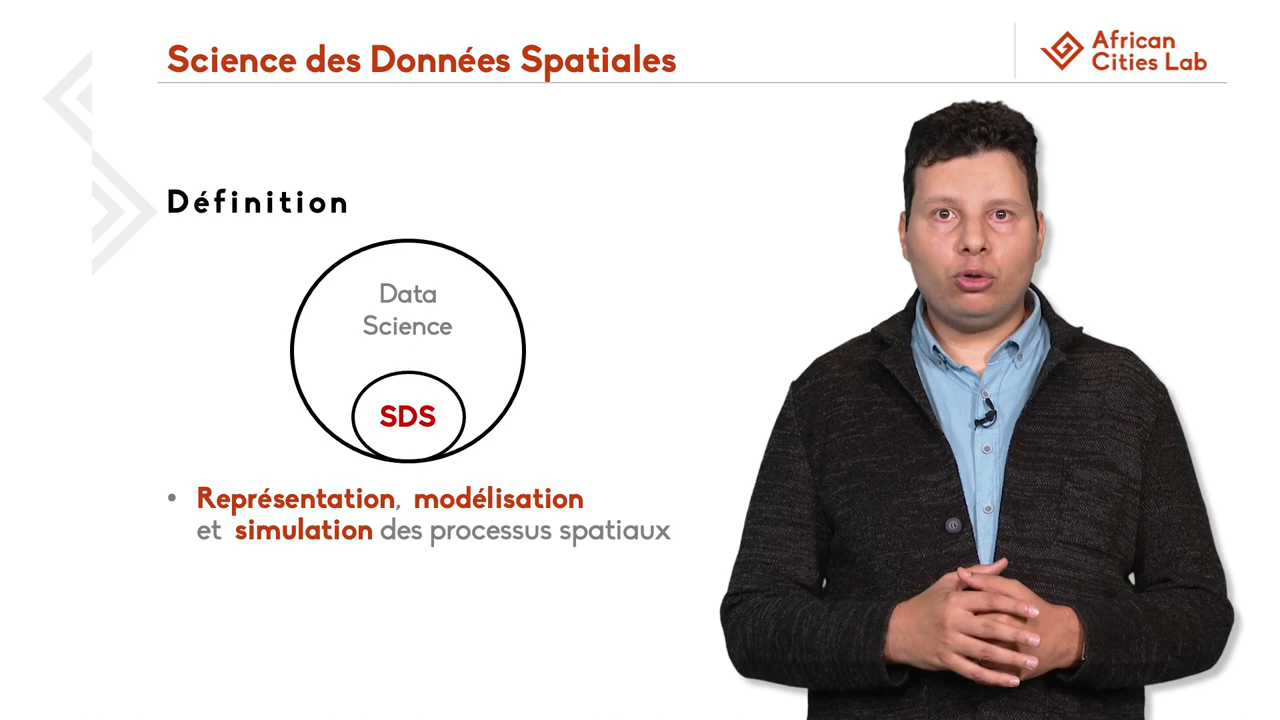 Science des Données Spatiales
African
Cities Lab
Définition
Data
Science
SDS
• Représentation, modélisation
et simulation des processus spatiaux